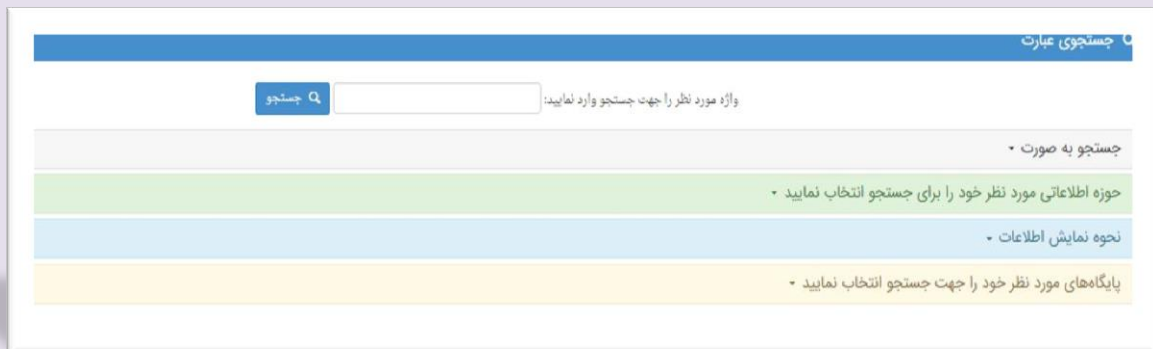 جستجوی عبارت
واژه مورد نظر را جهت جستجو وارد نمایید: جستجو
جستجو به صورت
حوزه اطلاعاتی مورد نظر خود را برای جستجو انتخاب نمایید
نحوه نمایش اطلاعات
پایگاه‌های مورد نظر خود را جهت جستجو انتخاب نمایید